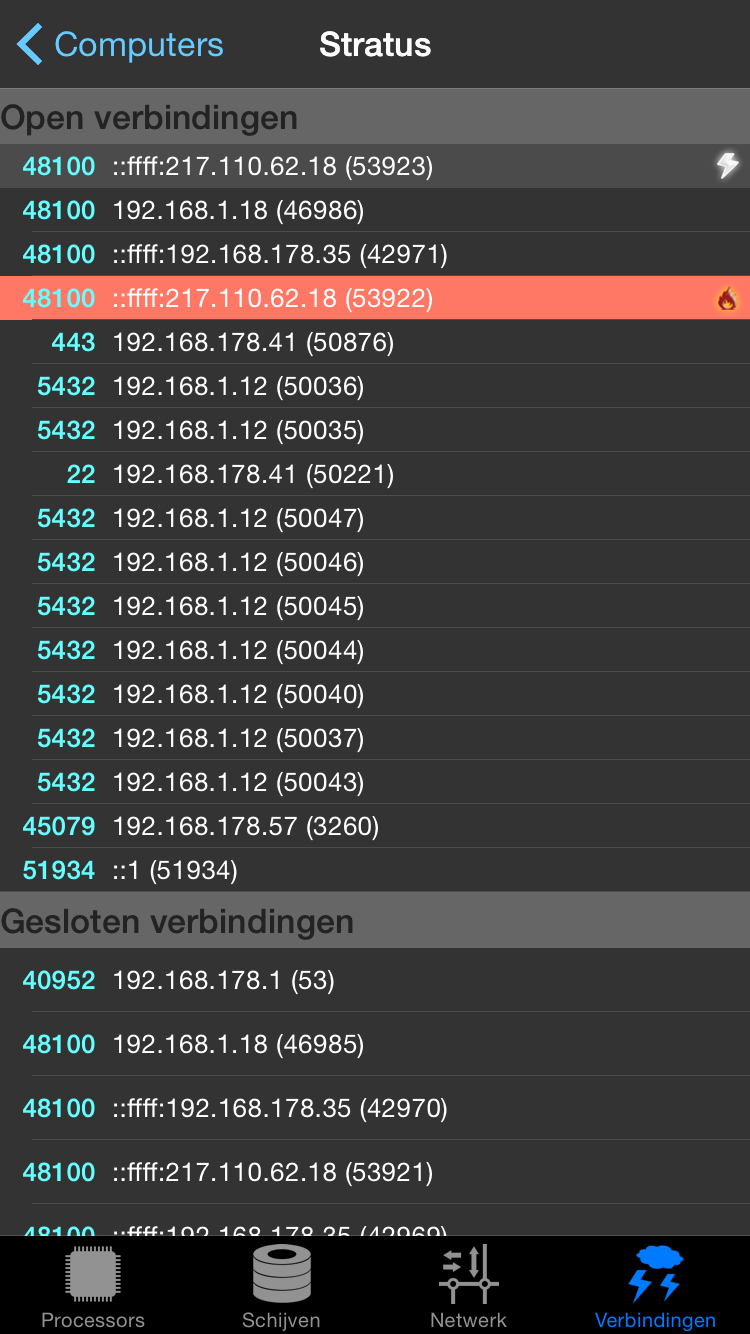 Computers Stratus
Open verbindingen
48100 ::ffff:217.110.62.18 (53923)
48100 192.168.1.18 (46986)
48100 ::ffff:192.168.178.35 (42971)
48100 ::ffff:217.110.62.18 (53922)
443 192.168.178.41 (50876)
5432 192.168.1.12 (50036)
5432 192.168.1.12 (50035)
22 192.168.178.41 (50221)
5432 192.168.1.12 (50047)
5432 192.168.1.12 (50046)
5432 192.168.1.12 (50045)
5432 192.168.1.12 (50044)
5432 192.168.1.12 (50040)
5432 192.168.1.12 (50037)
5432 192.168.1.12 (50043)
45079 192.168.178.57 (3260)
51934 ::1 (51934)
Gesloten verbindingen
40952 192.168.178.1 (53)
48100 192.168.1.18 (46985)
48100 ::ffff:192.168.178.35 (42970)
48100 ::ffff:217.110.62.18 (53921)
48100 ::ffff:192.168.178.35 (42969)
Processors Schijven Netwerk Verbindingen